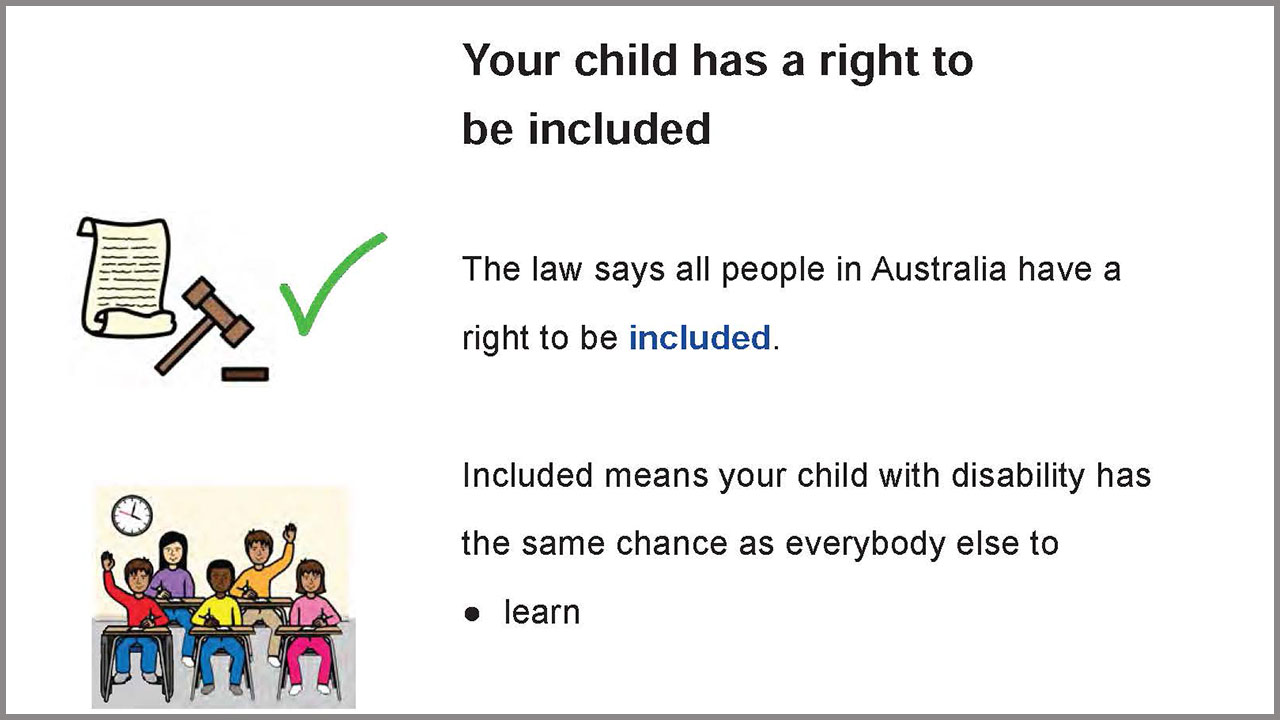 Your child has a right to
be included
The law says all people in Australia have a
right to be included.
Included means your child with disability has
the same chance as everybody else to
● learn